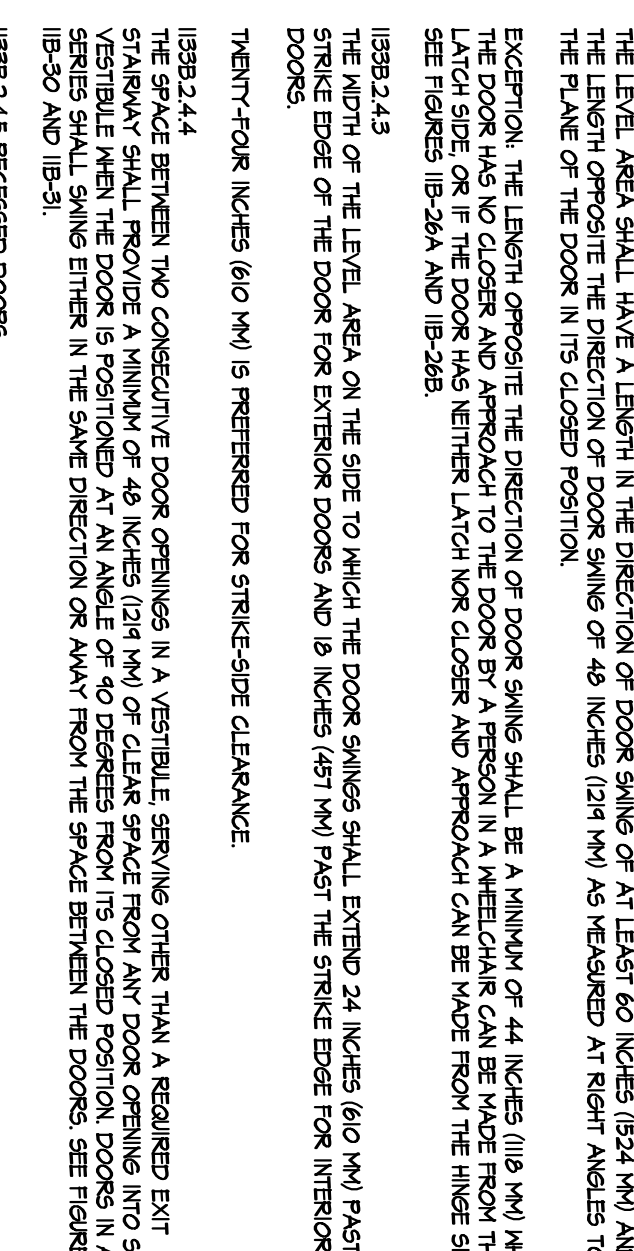 THE LEVEL AREA SHALL HAVE A LENGTH IN THE DIRECTION OF DOOR SWING OF AT LEAST 60 INCHES (1524 MM)
THE LENGTH OPPOSITE THE DIRECTION OF DOOR SWING OF 48 INCHES (1219 MM) AS MEASURED AT RIGHT ANGLES
THE PLANE OF THE DOOR IN ITS CLOSED POSITION.
EXCEPTION: THE LENGTH OPPOSITE THE DIRECTION OF DOOR SWING SHALL BE A MINIMUM OF 44 INCHES (1118 MM)
THE DOOR HAS NO CLOSER AND APPROACH TO THE DOOR BY A PERSON IN A WHEELCHAIR CAN BE MADE FROM
LATCH SIDE, OR IF THE DOOR HAS NEITHER LATCH NOR CLOSER AND APPROACH CAN BE MADE FROM THE HINGE
SEE FIGURES 11B-26A AND 11B-26B.
1133B.2.4.3
THE WIDTH OF THE LEVEL AREA ON THE SIDE TO WHICH THE DOOR SWINGS SHALL EXTEND 24 INCHES (610 MM) PAST
STRIKE EDGE OF THE DOOR FOR EXTERIOR DOORS AND 18 INCHES (457 MM) PAST THE STRIKE EDGE FOR INTERIOR
DOORS.
TWENTY-FOUR INCHES (610 MM) IS PREFERRED FOR STRIKE-SIDE CLEARANCE.
1133B.2.4.4
THE SPACE BETWEEN TWO CONSECUTIVE DOOR OPENINGS IN A VESTIBULE, SERVING OTHER THAN A REQUIRED EXIT
STAIRWAY SHALL PROVIDE A MINIMUM OF 48 INCHES (1219 MM) OF CLEAR SPACE FROM ANY DOOR OPENING INTO
VESTIBULE WHEN THE DOOR IS POSITIONED AT AN ANGLE OF 90 DEGREES FROM ITS CLOSED POSITION. DOORS IN A
SERIES SHALL SWING EITHER IN THE SAME DIRECTION OR AWAY FROM THE SPACE BETWEEN THE DOORS. SEE FIGURE
11B-30 AND 11B-31.
1133B.2.4.5 RECESSED DOORS